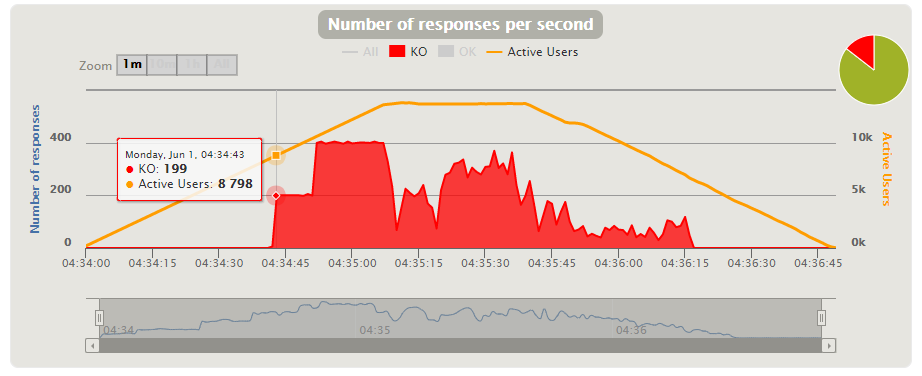 Number of responses per second
All KO OK Active Users
Zoom 1m 10m 1h All
Number of responses
400
200
0
10k
5k
0k
Active Users
Monday, Jun 1, 04:34:43
KO: 199
Active Users: 8 798
04:34:00 04:34:15 04:34:30 04:34:45 04:35:00 04:35:15 04:35:30 04:35:45 04:36:00 04:36:15 04:36:30 04:36:45
04:34 04:35 04:36